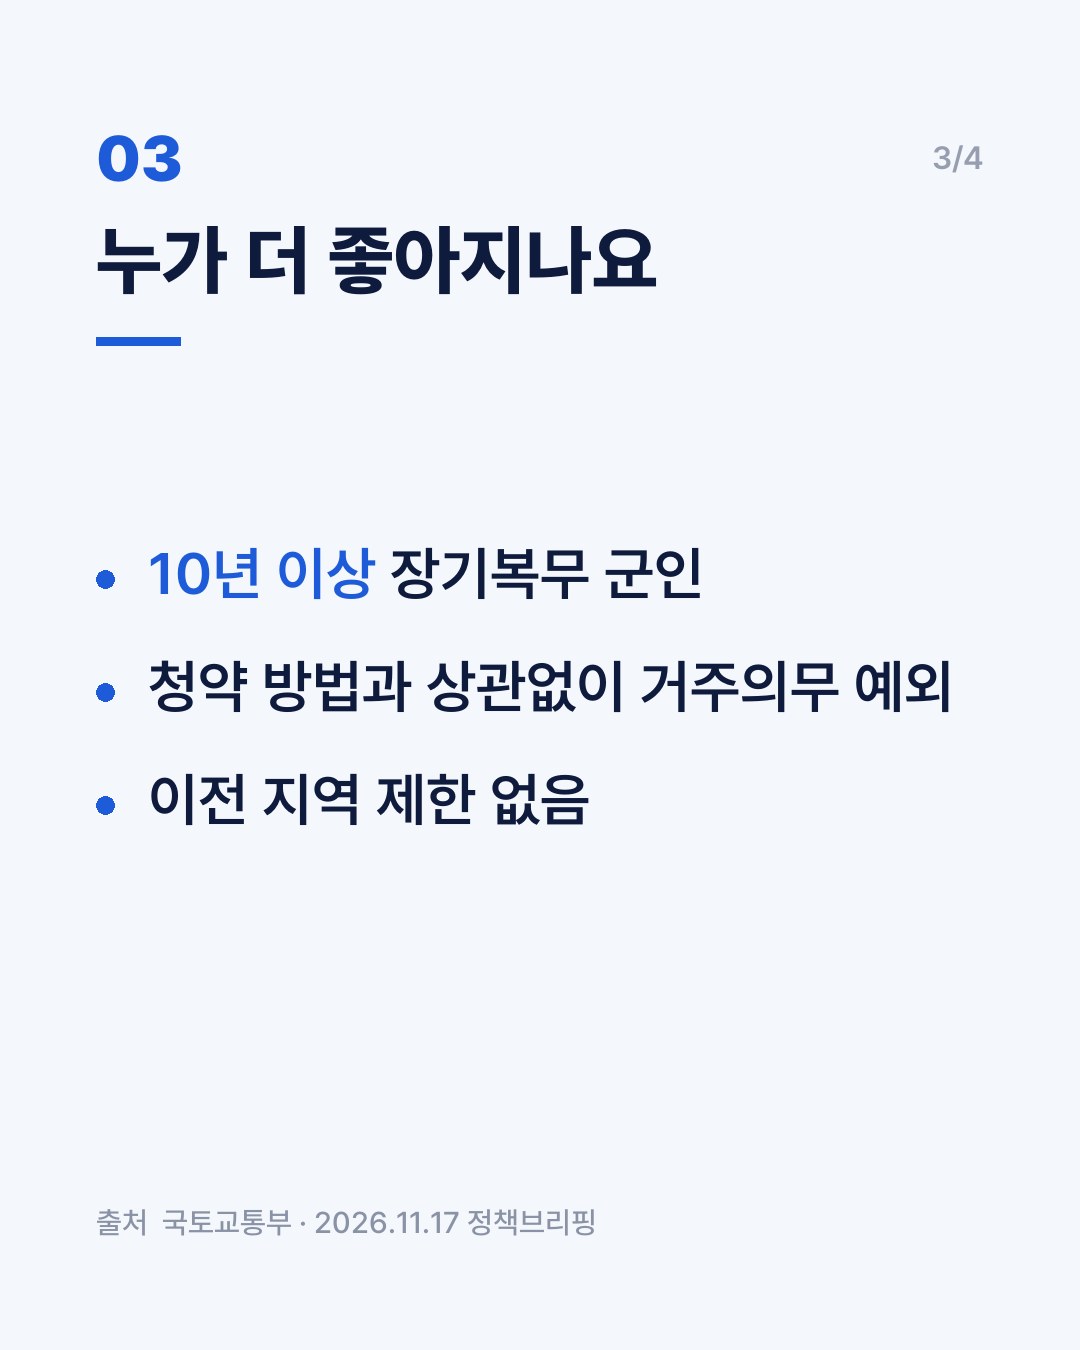 03
3/4
누가 더 좋아지나요
10년 이상 장기복무 군인
청약 방법과 상관없이 거주의무 예외
이전 지역 제한 없음
출처 국토교통부 · 2026.11.17 정책브리핑